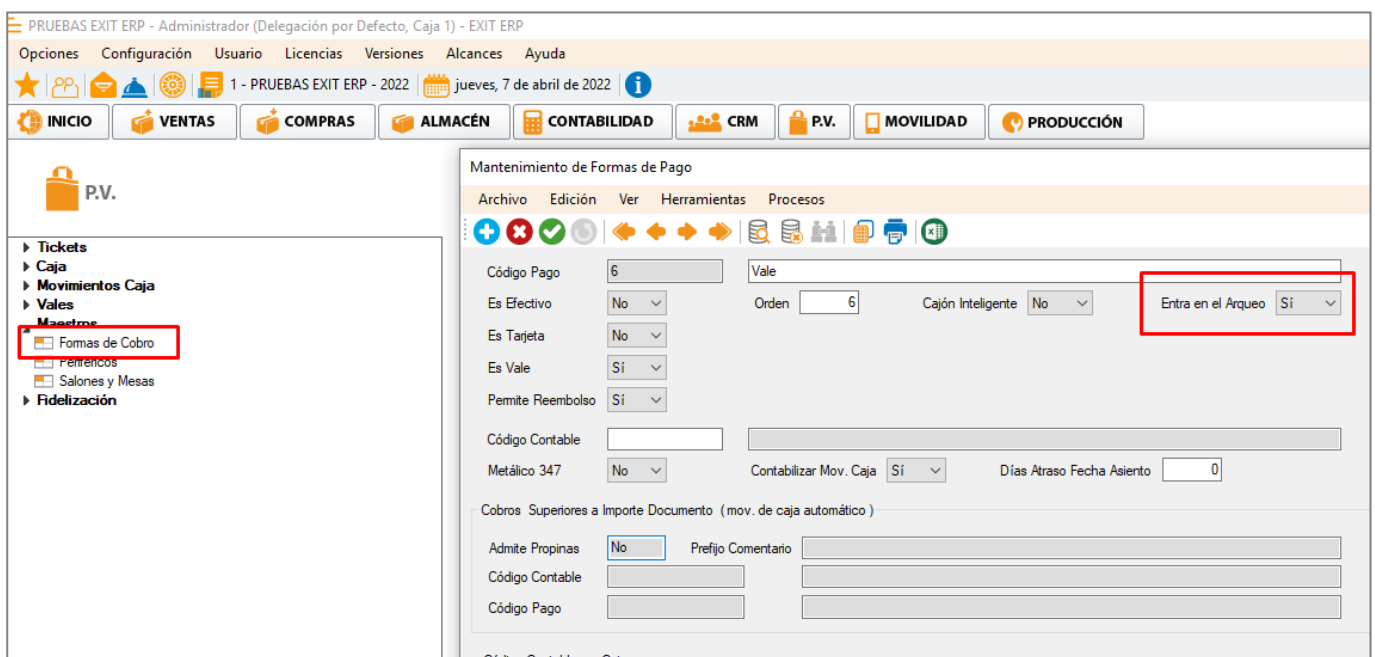 PRUEBAS EXIT ERP - Administrador (Delegación por Defecto, Caja 1) - EXIT ERP
Opciones Configuración Usuario Licencias Versiones Alcances Ayuda
1 - PRUEBAS EXIT ERP - 2022 jueves, 7 de abril de 2022
INICIO VENTAS COMPRAS ALMACÉN CONTABILIDAD CRM P.V. MOVILIDAD PRODUCCIÓN
P.V.
Tickets
Caja
Movimientos Caja
Vales
Maestros
Formas de Cobro
Periféricos
Salones y Mesas
Fidelización
Mantenimiento de Formas de Pago
Archivo Edición Ver Herramientas Procesos
Código Pago 6 Vale
Es Efectivo No Orden 6 Cajón Inteligente No Entra en el Arqueo Sí
Es Tarjeta No
Es Vale Sí
Permite Reembolso Sí
Código Contable
Metálico 347 No Contabilizar Mov. Caja Sí Días Atraso Fecha Asiento 0
Cobros Superiores a Importe Documento ( mov. de caja automático )
Admite Propinas No Prefijo Comentario
Código Contable
Código Pago